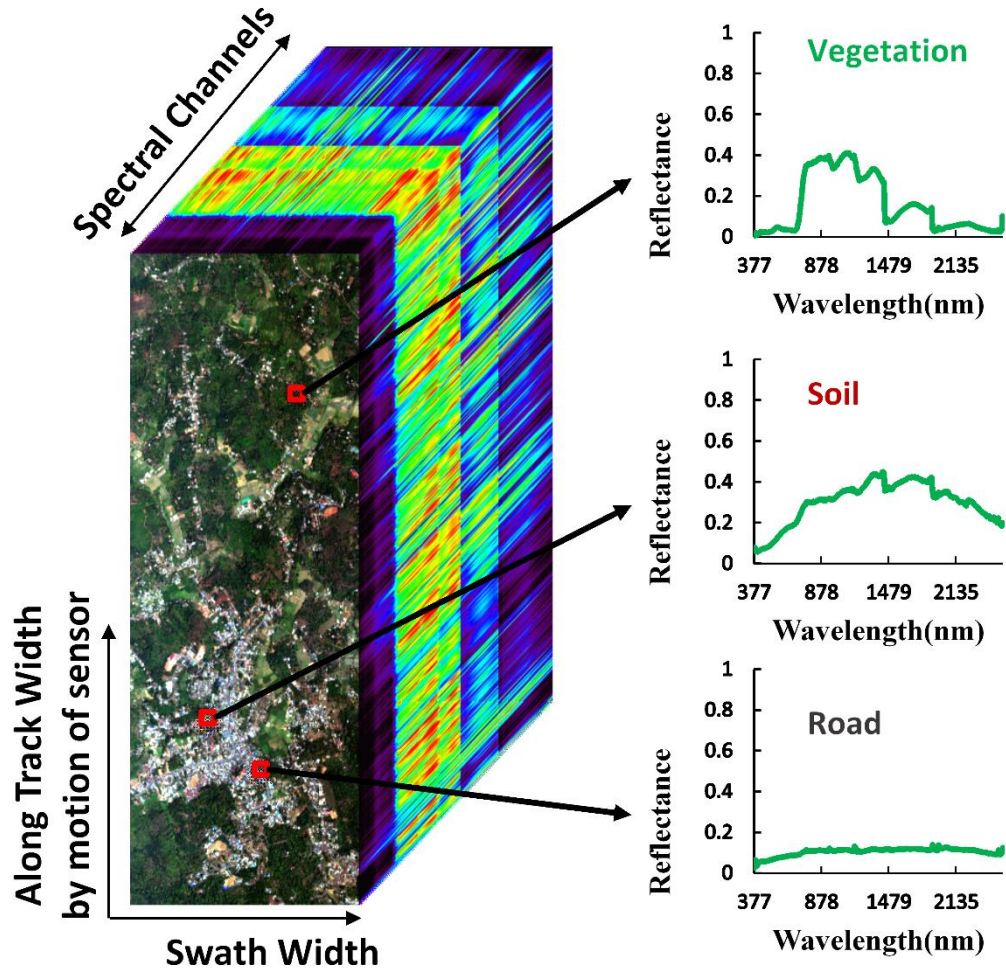 Spectral Channels
Along Track Width
by motion of sensor
Swath Width
Vegetation
Reflectance
1
0.8
0.6
0.4
0.2
0
377 878 1479 2135
Wavelength(nm)
Soil
Reflectance
1
0.8
0.6
0.4
0.2
0
377 878 1479 2135
Wavelength(nm)
Road
Reflectance
1
0.8
0.6
0.4
0.2
0
377 878 1479 2135
Wavelength(nm)